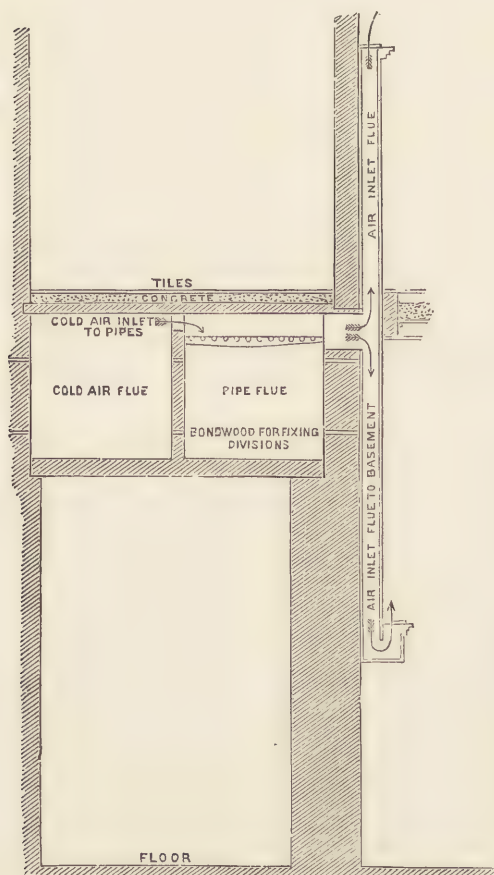 AIR INLET FLUE
TILES
CONCRETE
COLD AIR INLET
TO PIPES
COLD AIR FLUE
PIPE FLUE
BONDWOOD FOR FIXING
DIVISIONS
AIR INLET FLUE TO BASEMENT
FLOOR